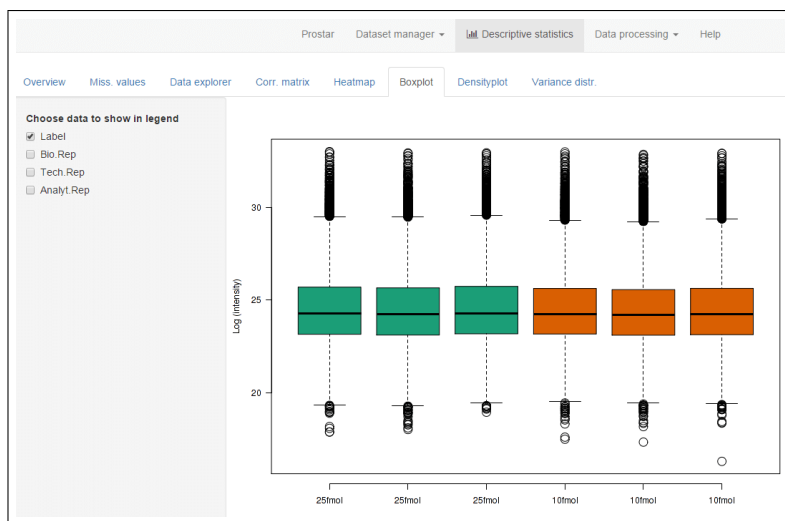 Prostar Dataset manager Descriptive statistics Data processing Help
Overview Miss. values Data explorer Corr. matrix Heatmap Boxplot Densityplot Variance distr.
Choose data to show in legend
Label
Bio.Rep
Tech.Rep
Analyt.Rep
Log (intensity)
30
25
20
25fmol 25fmol 25fmol 10fmol 10fmol 10fmol